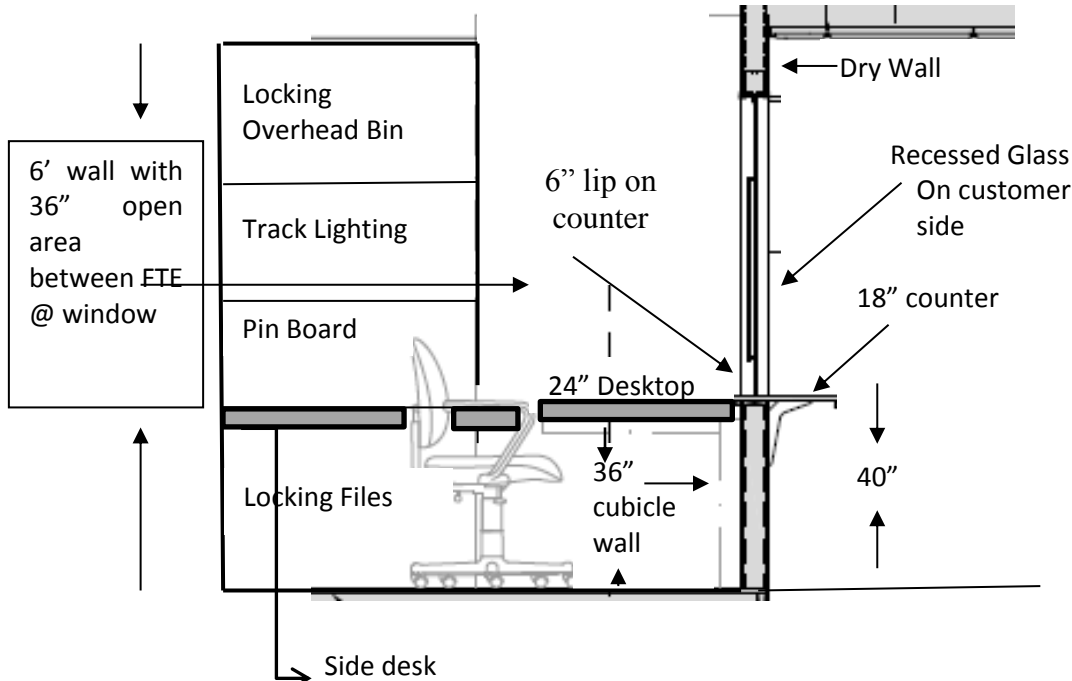 Locking
Overhead Bin
Dry Wall
6’ wall with
36” open
area
between FTE
@ window
Track Lighting
6” lip on
counter
Recessed Glass
On customer
side
18” counter
Pin Board
24” Desktop
36”
cubicle
wall
40”
Locking Files
Side desk